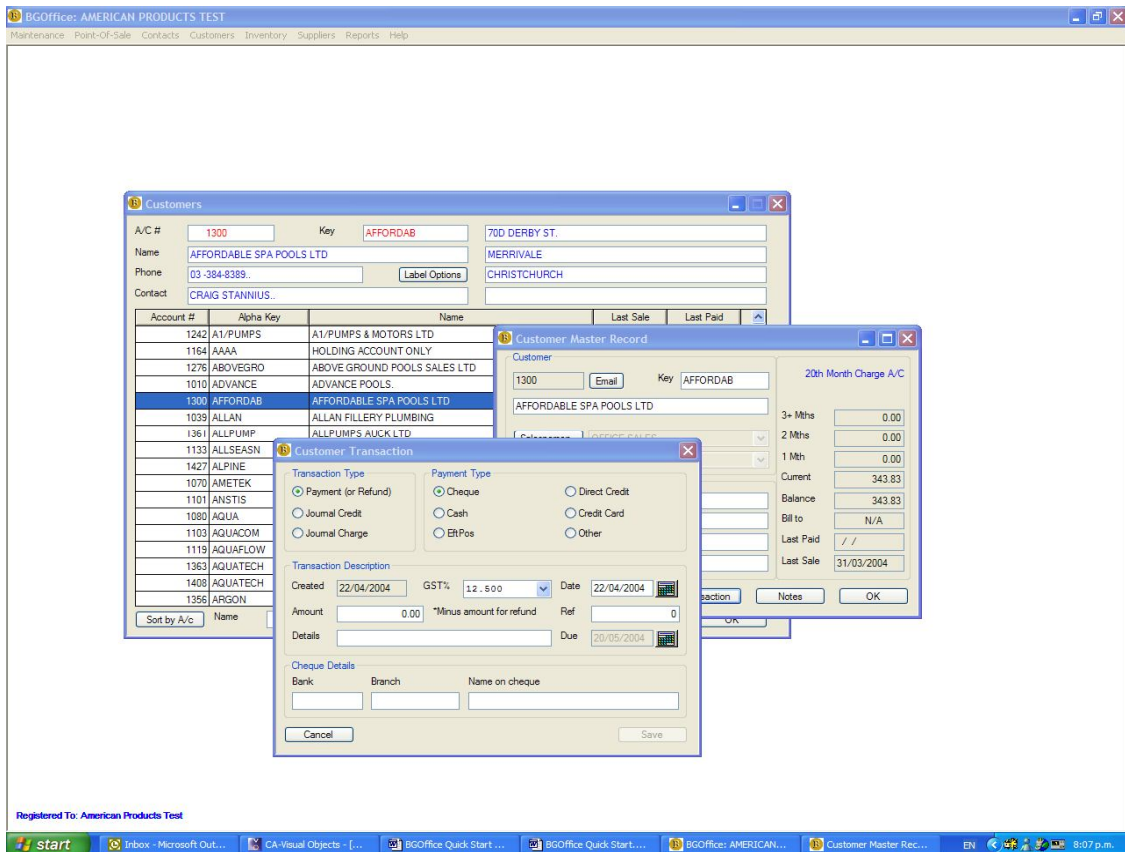 BGOffice: AMERICAN PRODUCTS TEST
Maintenance Point-Of-Sale Contacts Customers Inventory Suppliers Reports Help
Customers
A/C # 1300 Key AFFORDAB 70D DERBY ST.
Name AFFORDABLE SPA POOLS LTD MERRIVALE
Phone 03 -384-8389.. Label Options CHRISTCHURCH
Contact CRAIG STANNIUS..
Account # Alpha Key Name Last Sale Last Paid
1242 A1/PUMPS A1/PUMPS & MOTORS LTD
1164 AAAA HOLDING ACCOUNT ONLY
1276 ABOVEGRO ABOVE GROUND POOLS SALES LTD
1010 ADVANCE ADVANCE POOLS.
1300 AFFORDAB AFFORDABLE SPA POOLS LTD
1039 ALLAN ALLAN FILLERY PLUMBING
1361 ALLPUMP ALLPUMPS AUCK LTD
1133 ALLSEASN
1427 ALPINE
1070 AMETEK
1101 ANSTIS
1080 AQUA
1103 AQUACOM
1119 AQUAFLOW
1363 AQUATECH
1408 AQUATECH
1356 ARGON
Sort by A/c Name OK
Customer Master Record
Customer
1300 Email Key AFFORDAB
AFFORDABLE SPA POOLS LTD
Salesperson OFFICE SALES
20th Month Charge A/C
3+ Mths 0.00
2 Mths 0.00
1 Mth 0.00
Current 343.83
Balance 343.83
Bill to N/A
Last Paid / /
Last Sale 31/03/2004
saction Notes OK
Customer Transaction
Transaction Type Payment Type
Payment (or Refund) Cheque Direct Credit
Journal Credit Cash Credit Card
Journal Charge EftPos Other
Transaction Description
Created 22/04/2004 GST% 12.500 Date 22/04/2004
Amount 0.00 *Minus amount for refund Ref 0
Details Due 20/05/2004
Cheque Details
Bank Branch Name on cheque
Cancel Save
Registered To: American Products Test
start Inbox - Microsoft Out... CA-Visual Objects - [... BGOffice Quick Start ... BGOffice Quick Start.... BGOffice: AMERICAN... Customer Master Rec... EN 8:07 p.m.